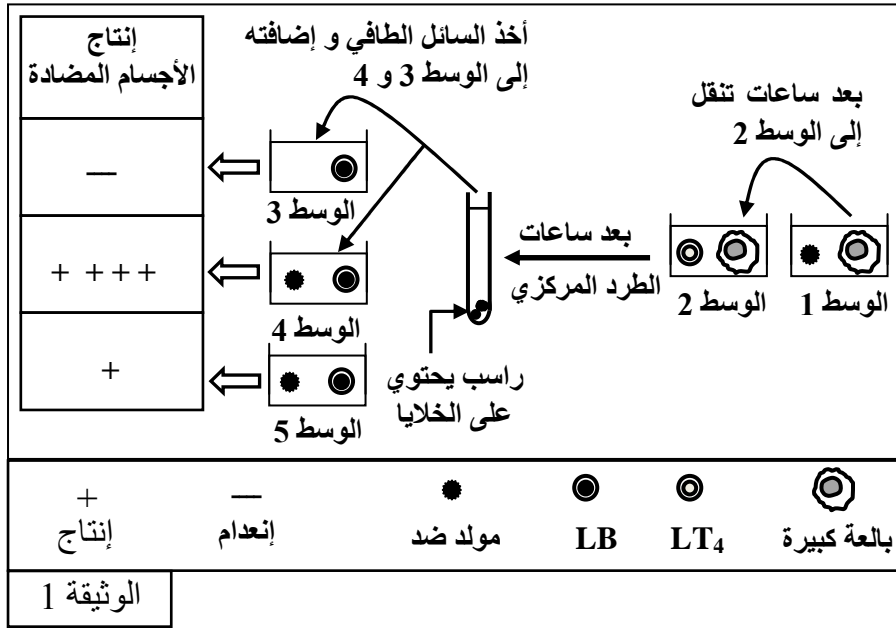 إنتاج
الأجسام المضادة
أخذ السائل الطافي و إضافته
إلى الوسط 3 و 4
بعد ساعات تنقل
إلى الوسط 2
—
الوسط 3
+ + + +
الوسط 4
+
الوسط 5
بعد ساعات
الطرد المركزي
الوسط 1
الوسط 2
راسب يحتوي
على الخلايا
بالعة كبيرة
LT₄
LB
مولد ضد
—
إنعدام
+
إنتاج
الوثيقة 1